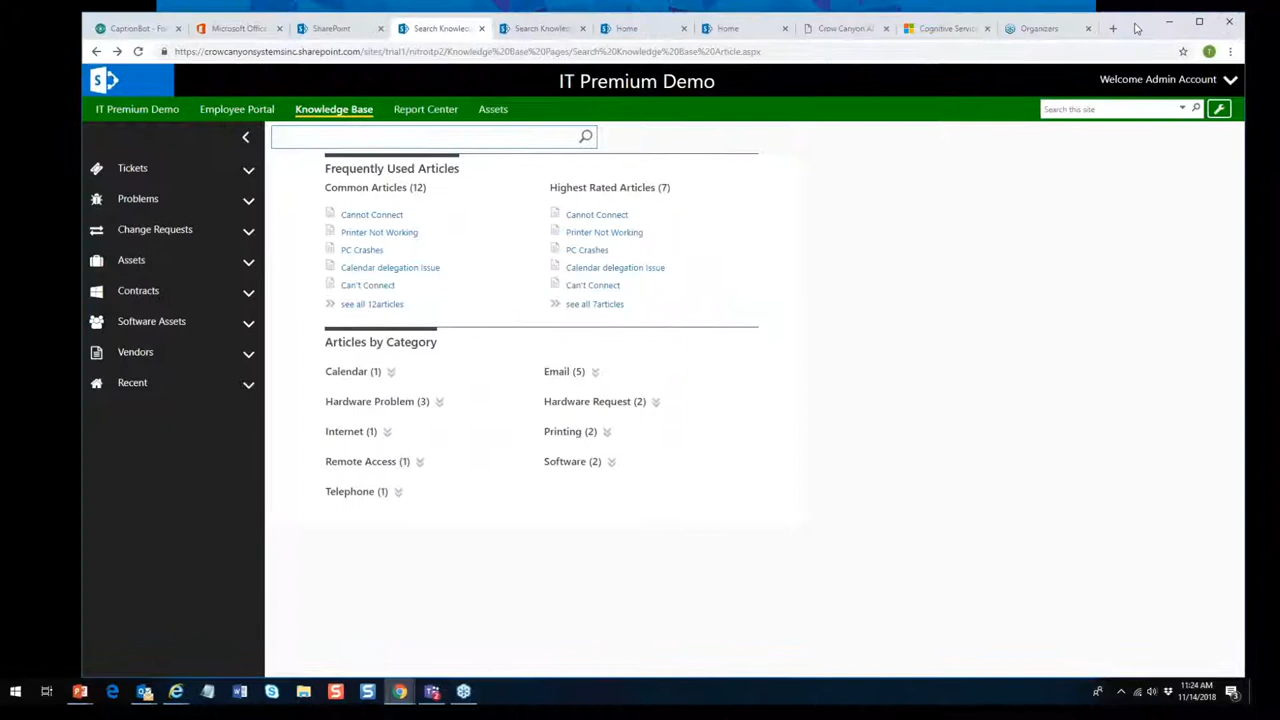 CaptionBot - Fo
Microsoft Office
SharePoint
Search Knowled
Search Knowled
Home
Home
Crow Canyon AI
Cognitive Servic
Organizers
https://crowcanyonsystemsinc.sharepoint.com/sites/trial1/nitroitp2/Knowledge%20Base%20Pages/Search%20Knowledge%20Base%20Article.aspx
T
S
IT Premium Demo
Welcome Admin Account
IT Premium Demo
Employee Portal
Knowledge Base
Report Center
Assets
Search this site
Tickets
Problems
Change Requests
Assets
Contracts
Software Assets
Vendors
Recent
Frequently Used Articles
Common Articles (12)
Cannot Connect
Printer Not Working
PC Crashes
Calendar delegation Issue
Can't Connect
see all 12articles
Highest Rated Articles (7)
Cannot Connect
Printer Not Working
PC Crashes
Calendar delegation Issue
Can't Connect
see all 7articles
Articles by Category
Calendar (1)
Email (5)
Hardware Problem (3)
Hardware Request (2)
Internet (1)
Printing (2)
Remote Access (1)
Software (2)
Telephone (1)
11:24 AM
11/14/2018
3